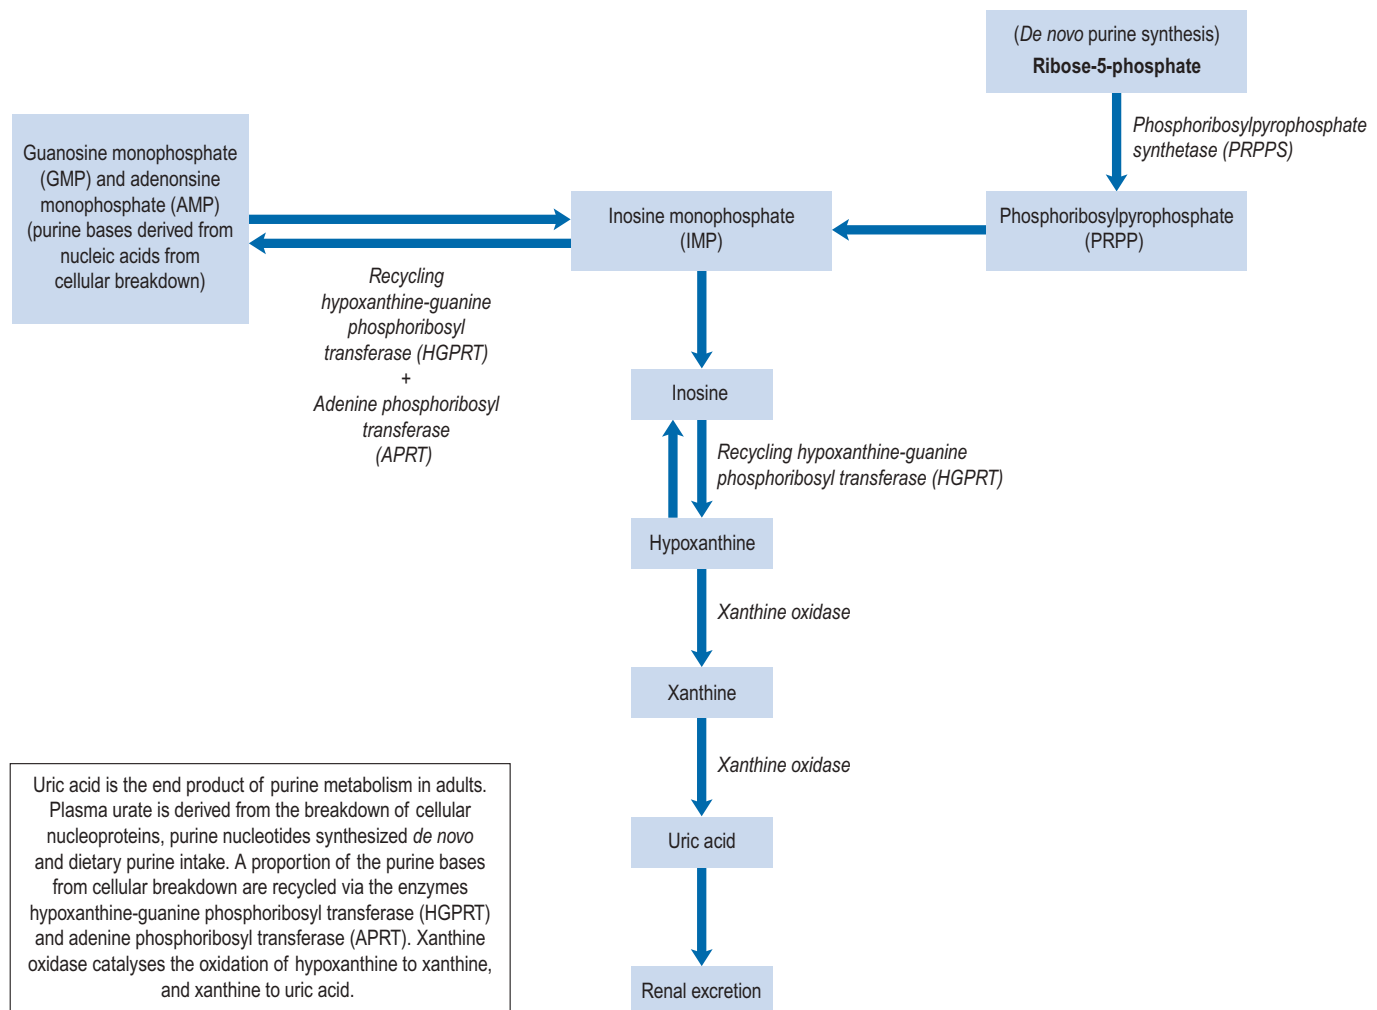 (De novo purine synthesis)
Ribose-5-phosphate
Phosphoribosylpyrophosphate
synthetase (PRPPS)
Guanosine monophosphate
(GMP) and adenonsine
monophosphate (AMP)
(purine bases derived from
nucleic acids from
cellular breakdown)
Inosine monophosphate
(IMP)
Phosphoribosylpyrophosphate
(PRPP)
Recycling
hypoxanthine-guanine
phosphoribosyl
transferase (HGPRT)
+
Adenine phosphoribosyl
transferase
(APRT)
Inosine
Recycling hypoxanthine-guanine
phosphoribosyl transferase (HGPRT)
Hypoxanthine
Xanthine oxidase
Xanthine
Xanthine oxidase
Uric acid
Renal excretion
Uric acid is the end product of purine metabolism in adults.
Plasma urate is derived from the breakdown of cellular
nucleoproteins, purine nucleotides synthesized de novo
and dietary purine intake. A proportion of the purine bases
from cellular breakdown are recycled via the enzymes
hypoxanthine-guanine phosphoribosyl transferase (HGPRT)
and adenine phosphoribosyl transferase (APRT). Xanthine
oxidase catalyses the oxidation of hypoxanthine to xanthine,
and xanthine to uric acid.